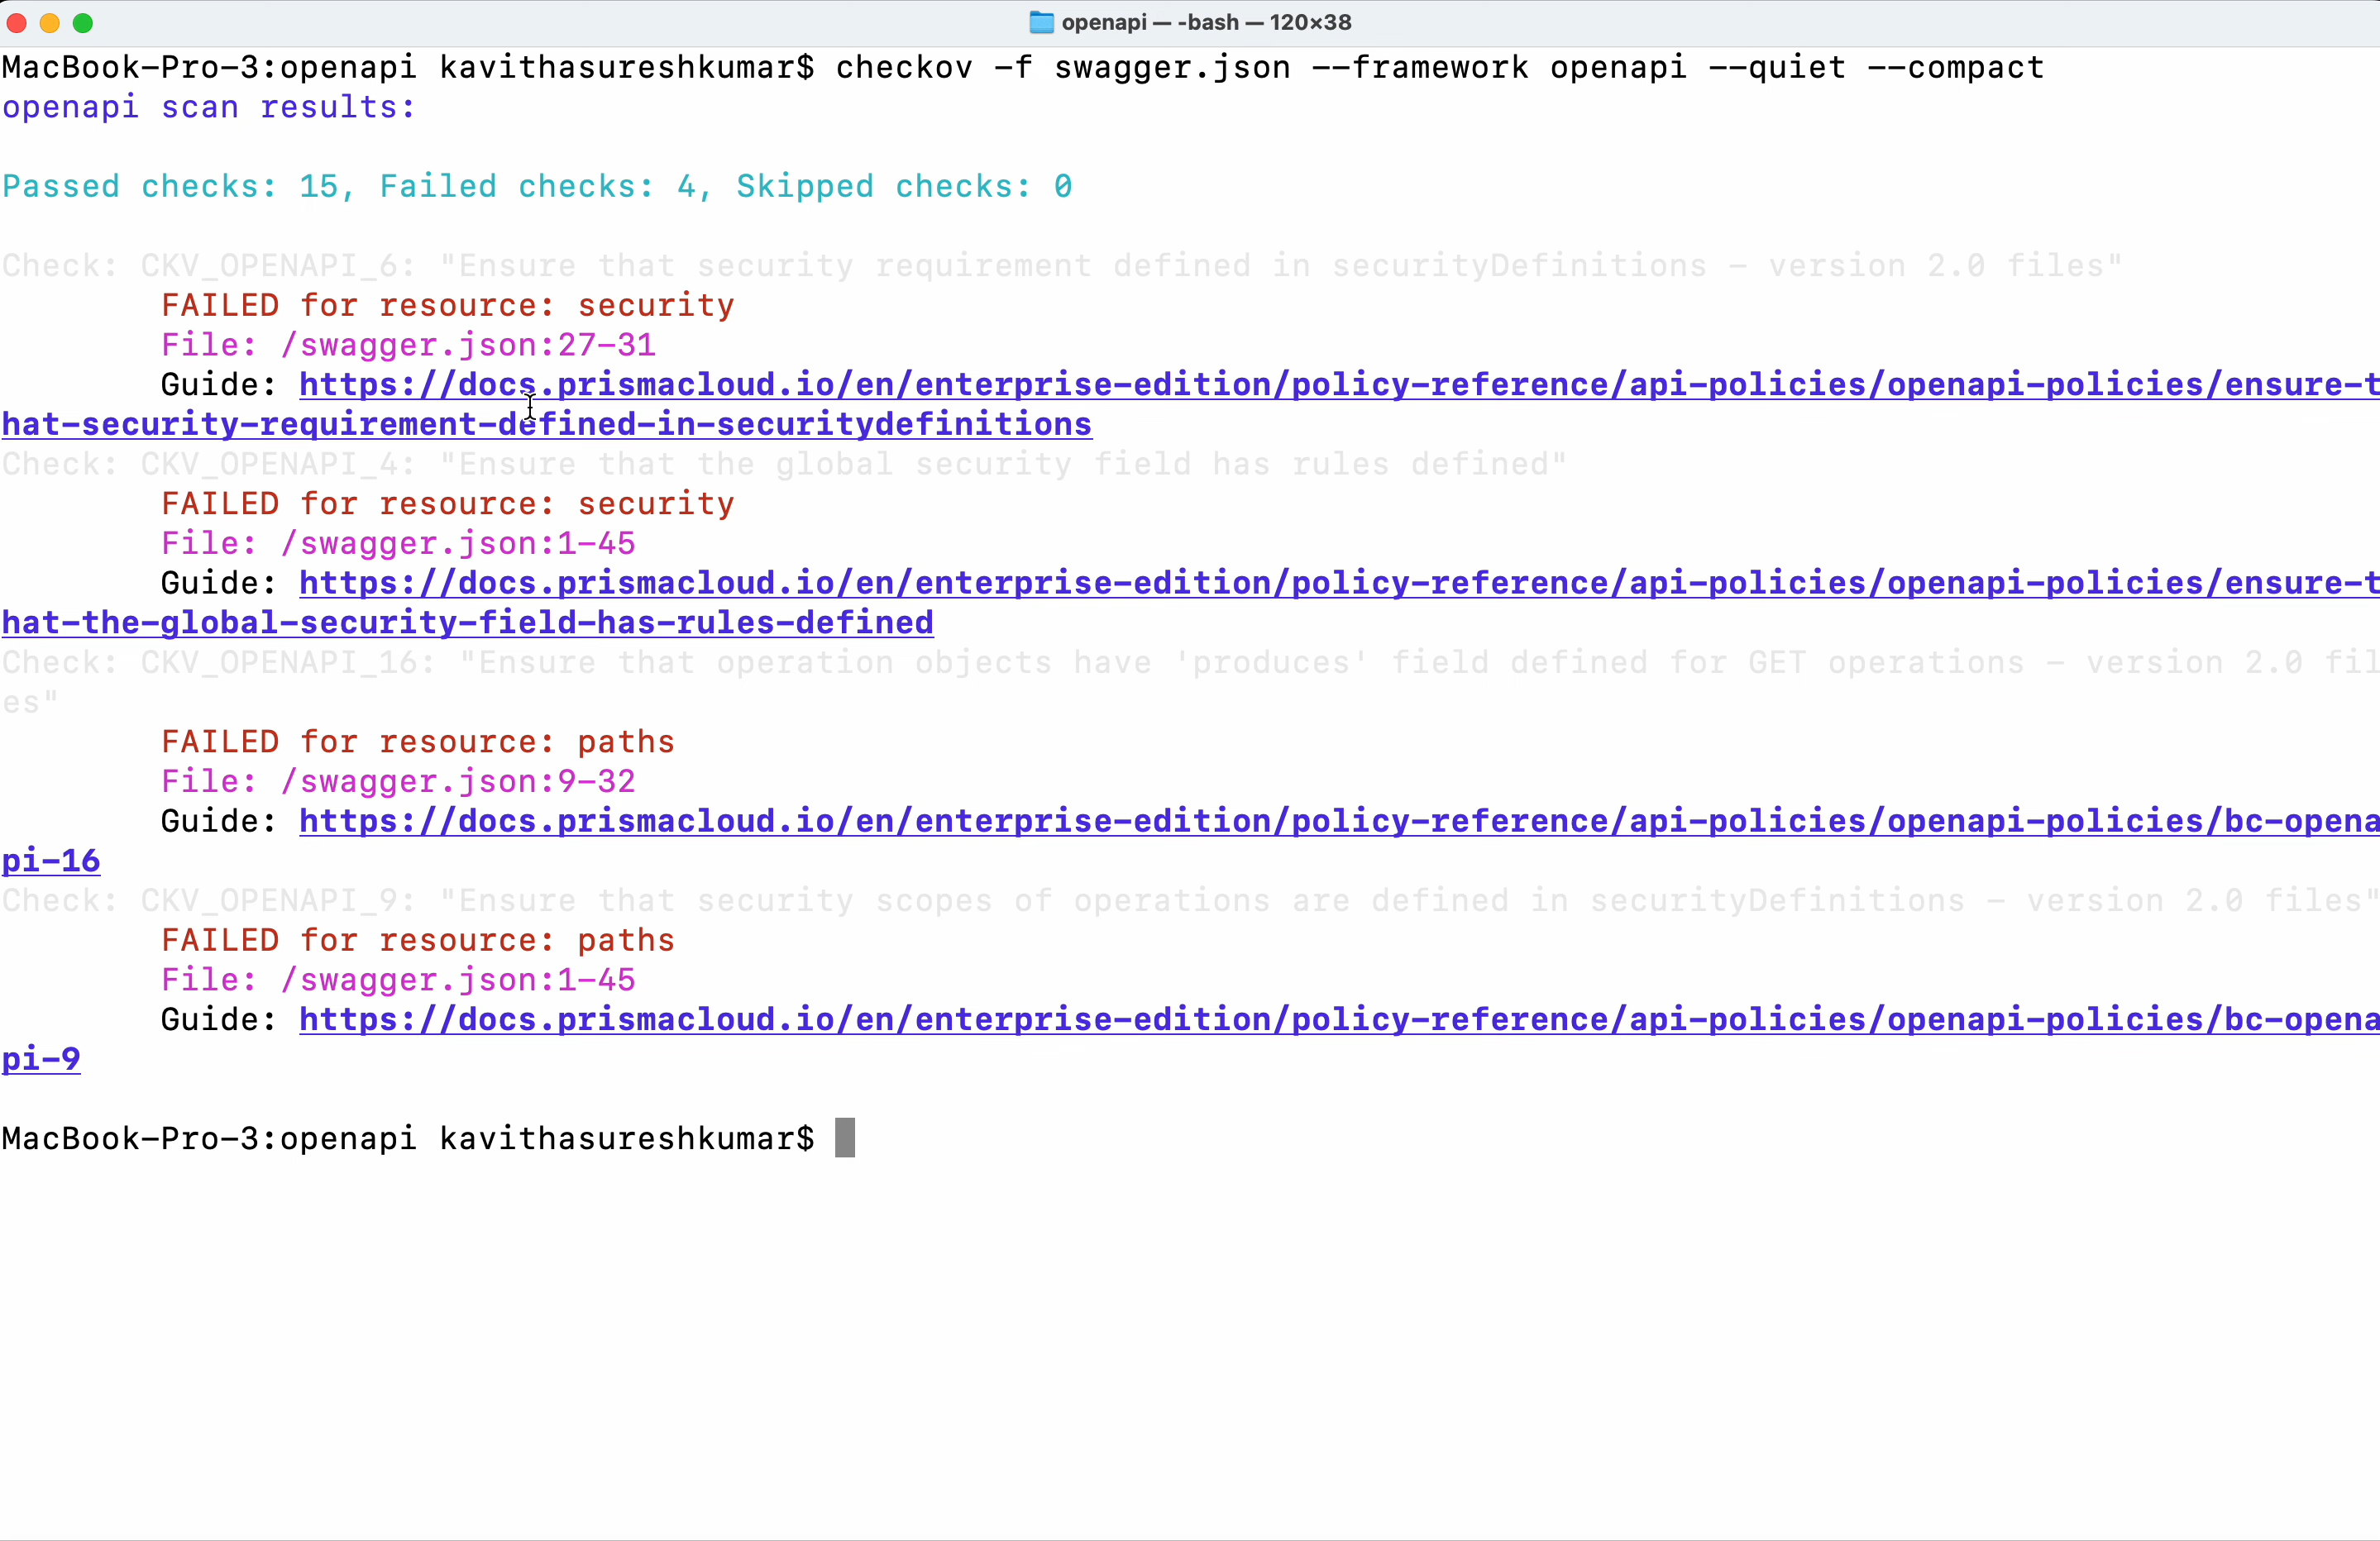 openapi — -bash — 120×38
MacBook-Pro-3:openapi kavithasureshkumar$ checkov -f swagger.json --framework openapi --quiet --compact
openapi scan results:
Passed checks: 15, Failed checks: 4, Skipped checks: 0
Check: CKV_OPENAPI_6: "Ensure that security requirement defined in securityDefinitions - version 2.0 files"
FAILED for resource: security
File: /swagger.json:27-31
Guide: https://docs.prismacloud.io/en/enterprise-edition/policy-reference/api-policies/openapi-policies/ensure-t
hat-security-requirement-defined-in-securitydefinitions
Check: CKV_OPENAPI_4: "Ensure that the global security field has rules defined"
FAILED for resource: security
File: /swagger.json:1-45
Guide: https://docs.prismacloud.io/en/enterprise-edition/policy-reference/api-policies/openapi-policies/ensure-t
hat-the-global-security-field-has-rules-defined
Check: CKV_OPENAPI_16: "Ensure that operation objects have 'produces' field defined for GET operations - version 2.0 fil
es"
FAILED for resource: paths
File: /swagger.json:9-32
Guide: https://docs.prismacloud.io/en/enterprise-edition/policy-reference/api-policies/openapi-policies/bc-opena
pi-16
Check: CKV_OPENAPI_9: "Ensure that security scopes of operations are defined in securityDefinitions - version 2.0 files"
FAILED for resource: paths
File: /swagger.json:1-45
Guide: https://docs.prismacloud.io/en/enterprise-edition/policy-reference/api-policies/openapi-policies/bc-opena
pi-9
MacBook-Pro-3:openapi kavithasureshkumar$